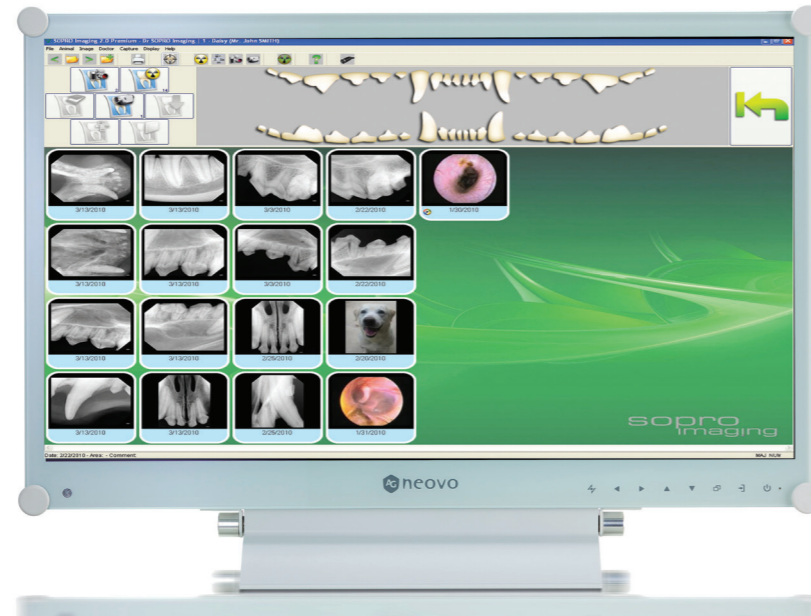 SOPRO Imaging 2.0 Premium - Dr SOPRO Imaging | 1 - Daisy (Mr. John SMITH)
File Animal Image Doctor Capture Display Help
3/13/2010 3/13/2010 3/3/2010 2/22/2010 1/30/2010
3/13/2010 3/13/2010 3/3/2010 2/22/2010
3/13/2010 3/13/2010 2/26/2010 2/20/2010
3/13/2010 3/13/2010 2/26/2010 1/31/2010
sopro
imaging
Date: 2/22/2010 - Area: - Comment:
MAJ NUM
AG neovo